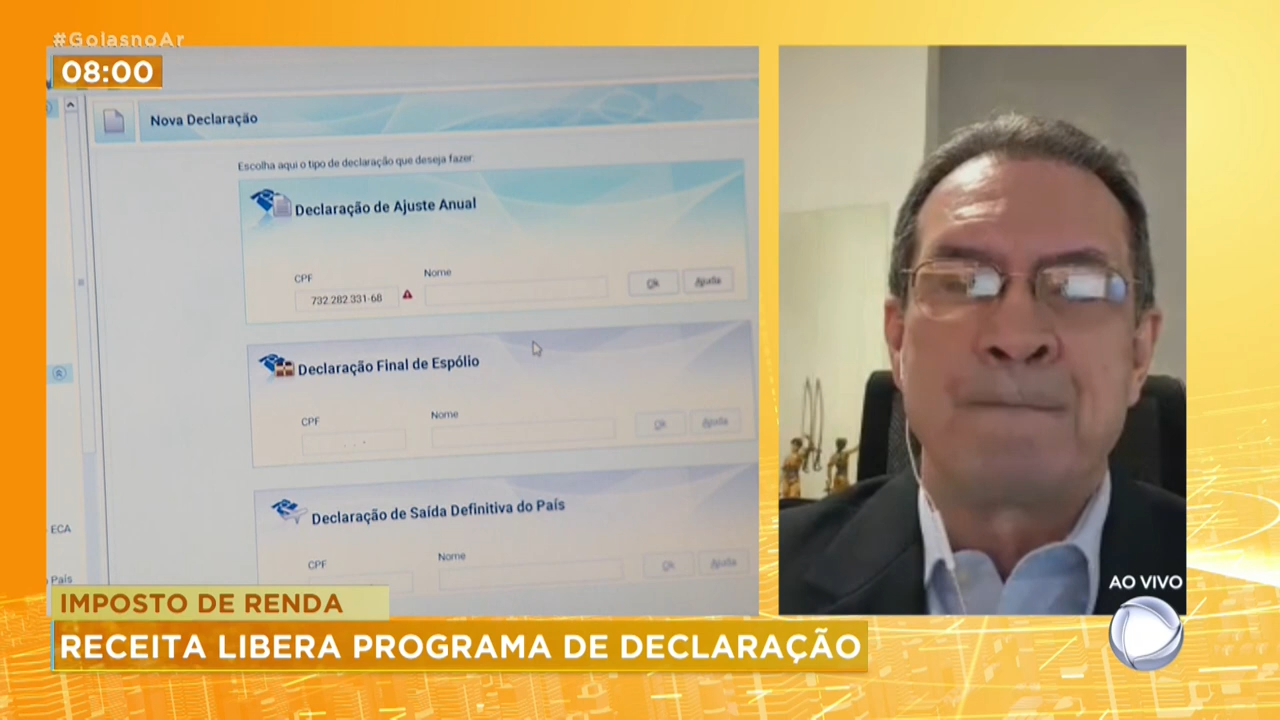 #GoiásnoAr
08:00
Nova Declaração
Escolha aqui o tipo de declaração que deseja fazer:
Declaração de Ajuste Anual
CPF
Nome
732.282.331-68
Ok
Ajuda
Declaração Final de Espólio
CPF
Nome
Ok
Ajuda
Declaração de Saída Definitiva do País
CPF
Nome
Ok
Ajuda
ECA
País
AO VIVO
IMPOSTO DE RENDA
RECEITA LIBERA PROGRAMA DE DECLARAÇÃO